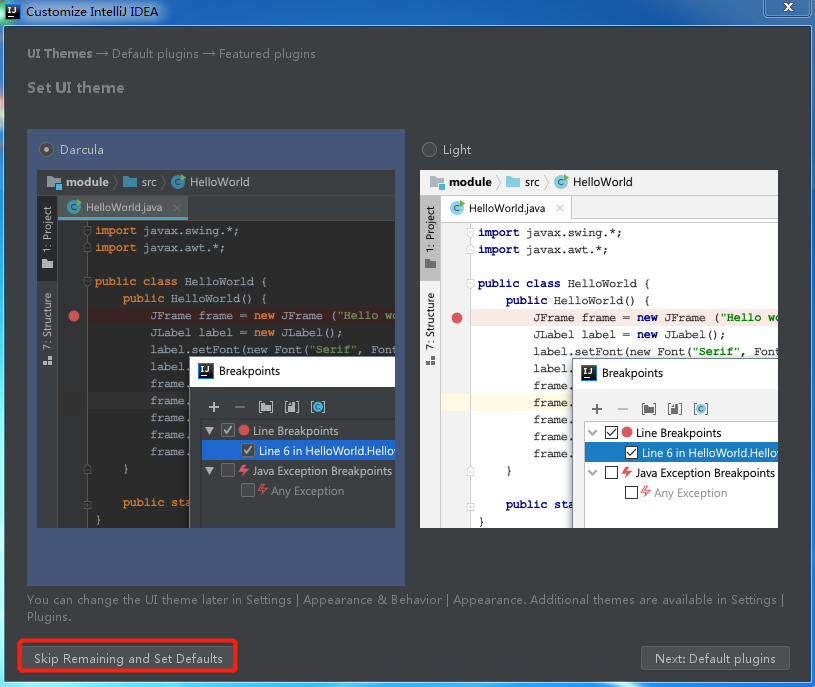 Customize IntelliJ IDEA
UI Themes → Default plugins → Featured plugins
Set UI theme
Darcula
module src HelloWorld
HelloWorld.java
1: Project
7: Structure
import javax.swing.*;
import java.awt.*;
public class HelloWorld {
public HelloWorld() {
JFrame frame = new JFrame ("Hello wo
JLabel label = new JLabel();
label.setFont(new Font("Serif", Font
label.
frame.
frame.
frame.
frame.
frame.
}
public sta
}
Breakpoints
Line Breakpoints
Line 6 in HelloWorld.Hello
Java Exception Breakpoints
Any Exception
Light
module src HelloWorld
HelloWorld.java
1: Project
7: Structure
import javax.swing.*;
import java.awt.*;
public class HelloWorld {
public HelloWorld() {
JFrame frame = new JFrame ("Hello wo
JLabel label = new JLabel();
label.setFont(new Font("Serif", Font
label.
frame.
frame.
frame.
frame.
frame.
}
public sta
}
Breakpoints
Line Breakpoints
Line 6 in HelloWorld.Hello
Java Exception Breakpoints
Any Exception
You can change the UI theme later in Settings | Appearance & Behavior | Appearance. Additional themes are available in Settings |
Plugins.
Skip Remaining and Set Defaults
Next: Default plugins